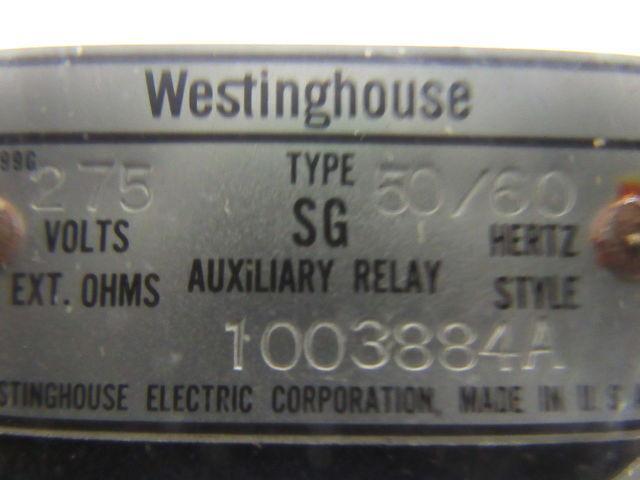 Westinghouse
99G
275 TYPE 50/60
VOLTS SG HERTZ
EXT. OHMS AUXiLIARY RELAY STYLE
1003884A
STINGHOUSE ELECTRIC CORPORATION, MADE IN U.S.A